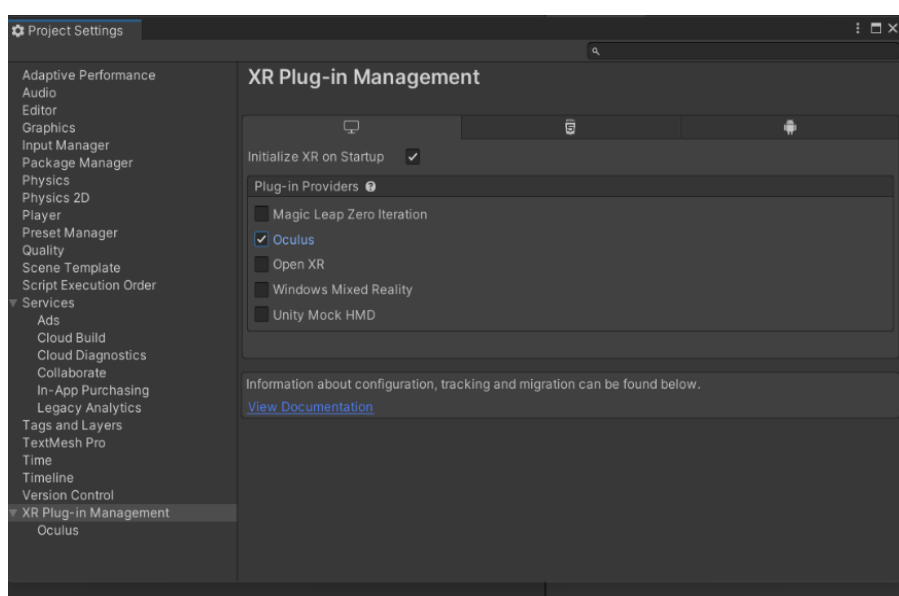 Project Settings
Adaptive Performance
Audio
Editor
Graphics
Input Manager
Package Manager
Physics
Physics 2D
Player
Preset Manager
Quality
Scene Template
Script Execution Order
Services
Ads
Cloud Build
Cloud Diagnostics
Collaborate
In-App Purchasing
Legacy Analytics
Tags and Layers
TextMesh Pro
Time
Timeline
Version Control
XR Plug-in Management
Oculus
XR Plug-in Management
Initialize XR on Startup
Plug-in Providers
Magic Leap Zero Iteration
Oculus
Open XR
Windows Mixed Reality
Unity Mock HMD
Information about configuration, tracking and migration can be found below.
View Documentation